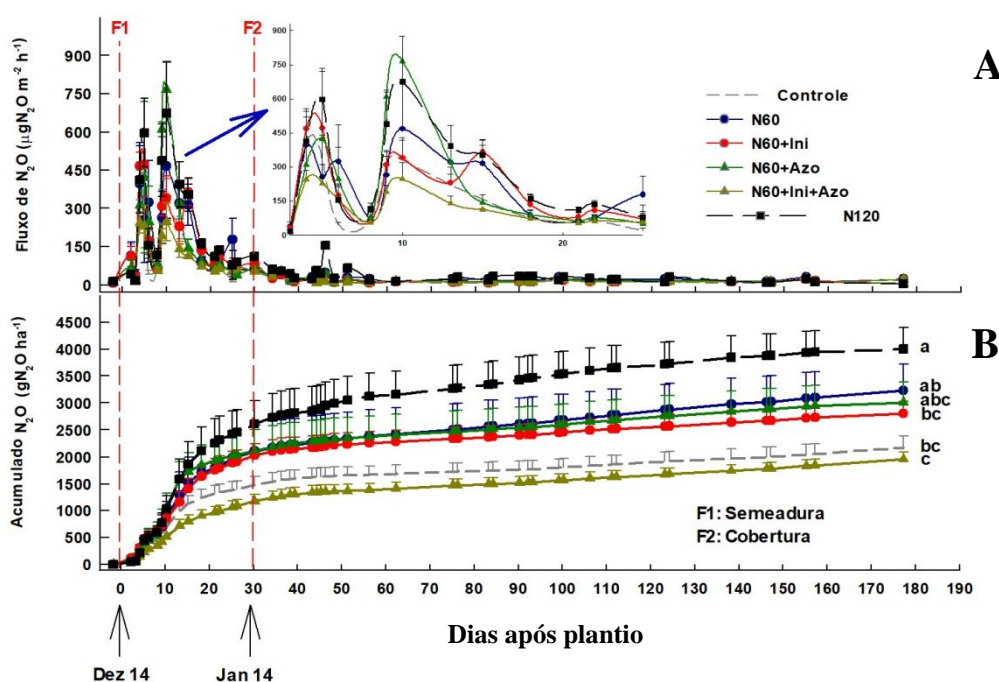 F1
F2
A
Fluxo de N₂O (µgN₂O m⁻² h⁻¹)
900
750
600
450
300
150
0
600
450
300
150
0
10
20
Controle
N60
N60+Ini
N60+Azo
N60+Ini+Azo
N120
B
Acumulado N₂O (gN₂O ha⁻¹)
4500
4000
3500
3000
2500
2000
1500
1000
500
0
a
ab
abc
bc
bc
c
F1: Semeadura
F2: Cobertura
0 10 20 30 40 50 60 70 80 90 100 110 120 130 140 150 160 170 180 190
Dias após plantio
Dez 14
Jan 14